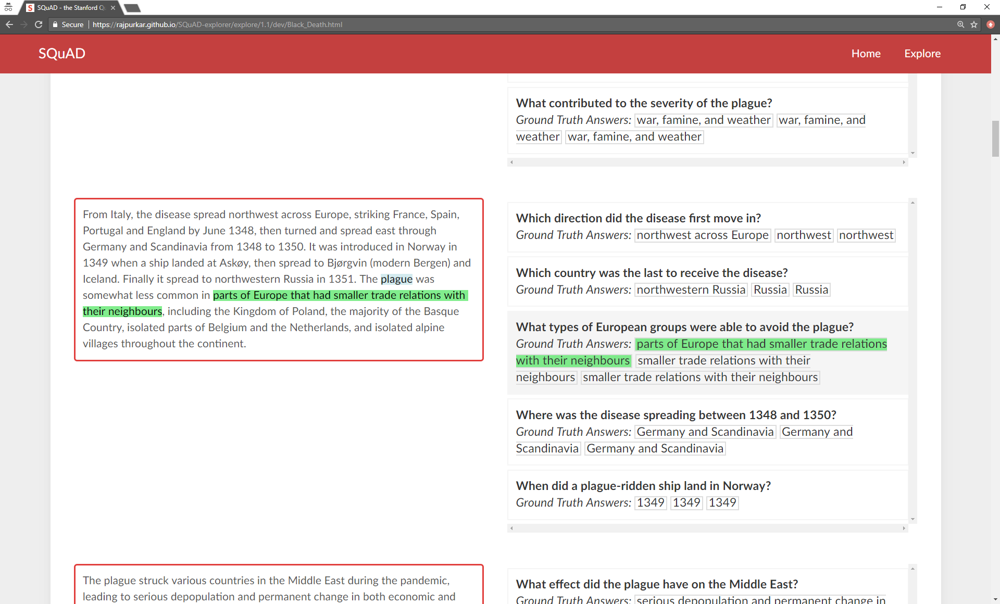 SQuAD - the Stanford Q
Secure https://rajpurkar.github.io/SQuAD-explorer/explore/1.1/dev/Black_Death.html
SQuAD
Home Explore
What contributed to the severity of the plague?
Ground Truth Answers: war, famine, and weather war, famine, and
weather war, famine, and weather
From Italy, the disease spread northwest across Europe, striking France, Spain,
Portugal and England by June 1348, then turned and spread east through
Germany and Scandinavia from 1348 to 1350. It was introduced in Norway in
1349 when a ship landed at Askøy, then spread to Bjørgvin (modern Bergen) and
Iceland. Finally it spread to northwestern Russia in 1351. The plague was
somewhat less common in parts of Europe that had smaller trade relations with
their neighbours, including the Kingdom of Poland, the majority of the Basque
Country, isolated parts of Belgium and the Netherlands, and isolated alpine
villages throughout the continent.
Which direction did the disease first move in?
Ground Truth Answers: northwest across Europe northwest northwest
Which country was the last to receive the disease?
Ground Truth Answers: northwestern Russia Russia Russia
What types of European groups were able to avoid the plague?
Ground Truth Answers: parts of Europe that had smaller trade relations
with their neighbours smaller trade relations with their
neighbours smaller trade relations with their neighbours
Where was the disease spreading between 1348 and 1350?
Ground Truth Answers: Germany and Scandinavia Germany and
Scandinavia Germany and Scandinavia
When did a plague-ridden ship land in Norway?
Ground Truth Answers: 1349 1349 1349
The plague struck various countries in the Middle East during the pandemic,
leading to serious depopulation and permanent change in both economic and
What effect did the plague have on the Middle East?
Ground Truth Answers: serious depopulation and permanent change in